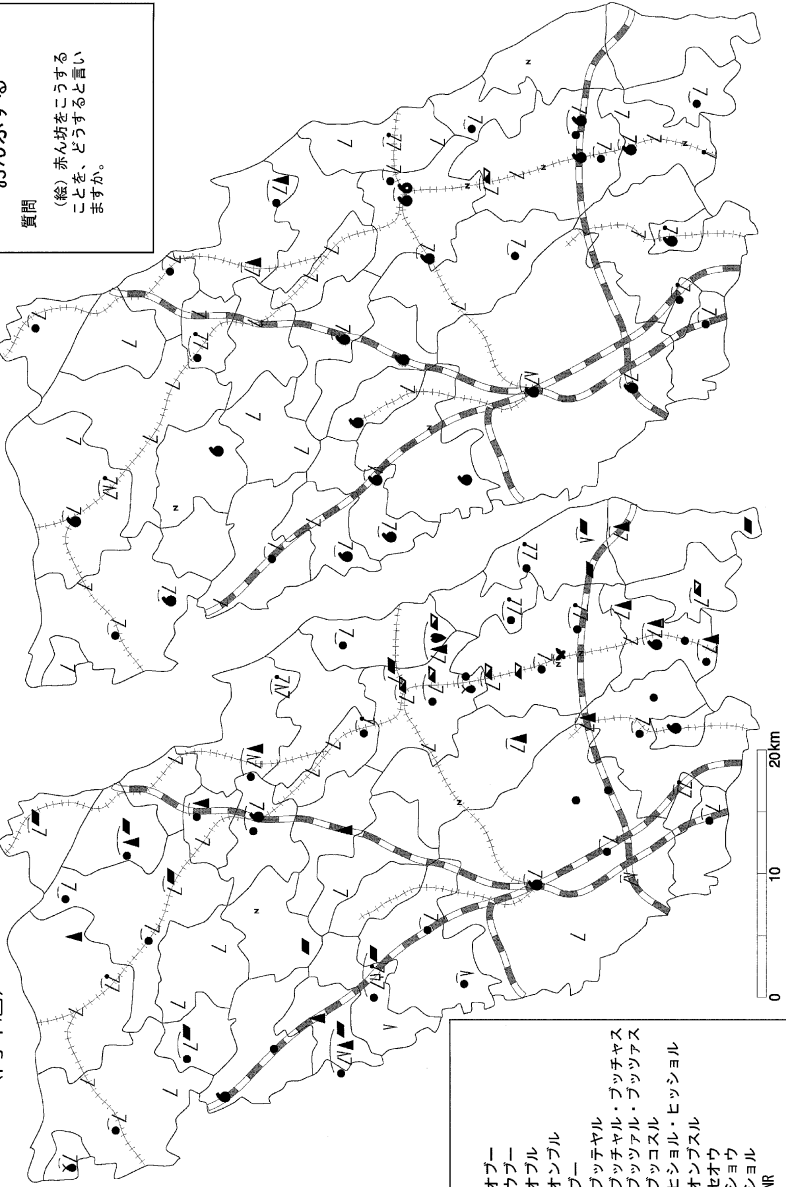 おんぶする
質問
（絵）赤ん坊をこうする
ことを、どうすると言い
ますか。
オブー
ウブー
オブル
オンブル
ブー
ブッテヤル
ブッチャル・ブッチャス
ブッツァル・ブッツァス
ブッコスル
ヒショル・ヒッショル
オンブスル
セオウ
ショウ
ショル
NR
0 10 20km